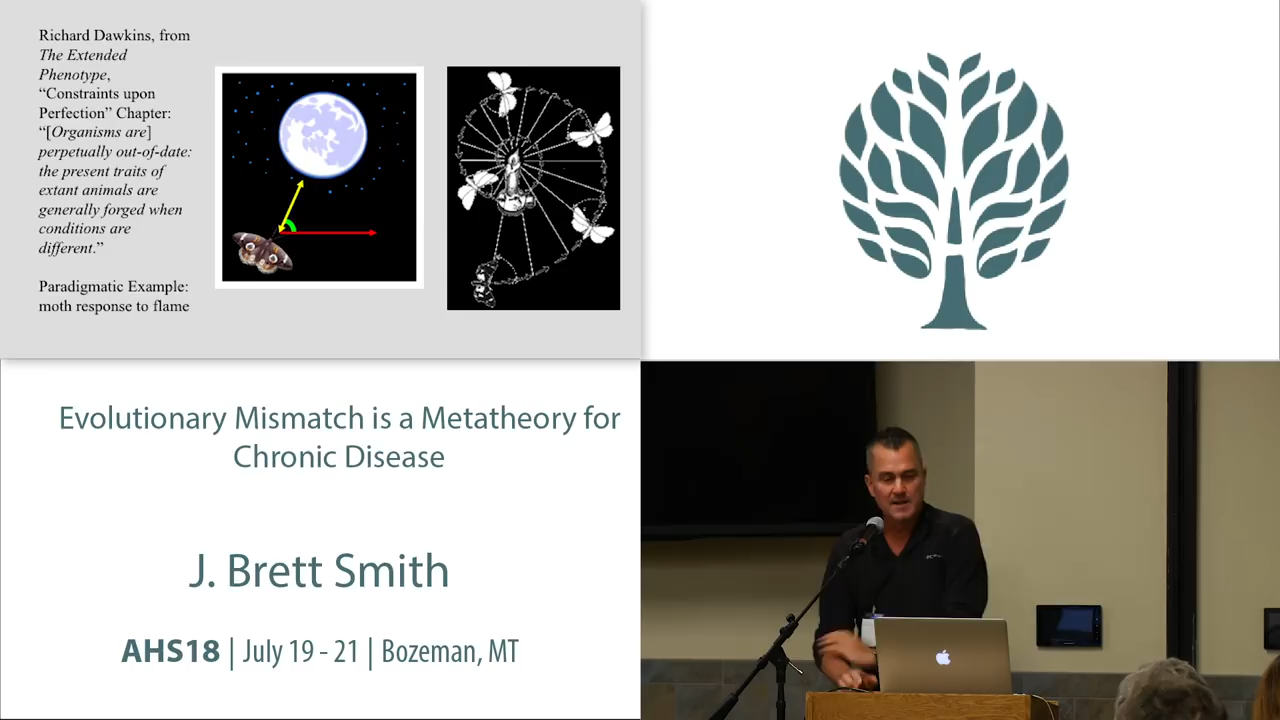 Richard Dawkins, from
The Extended
Phenotype,
“Constraints upon
Perfection” Chapter:
“[Organisms are]
perpetually out-of-date:
the present traits of
extant animals are
generally forged when
conditions are
different.”
Paradigmatic Example:
moth response to flame
Evolutionary Mismatch is a Metatheory for
Chronic Disease
J. Brett Smith
AHS18 | July 19 - 21 | Bozeman, MT